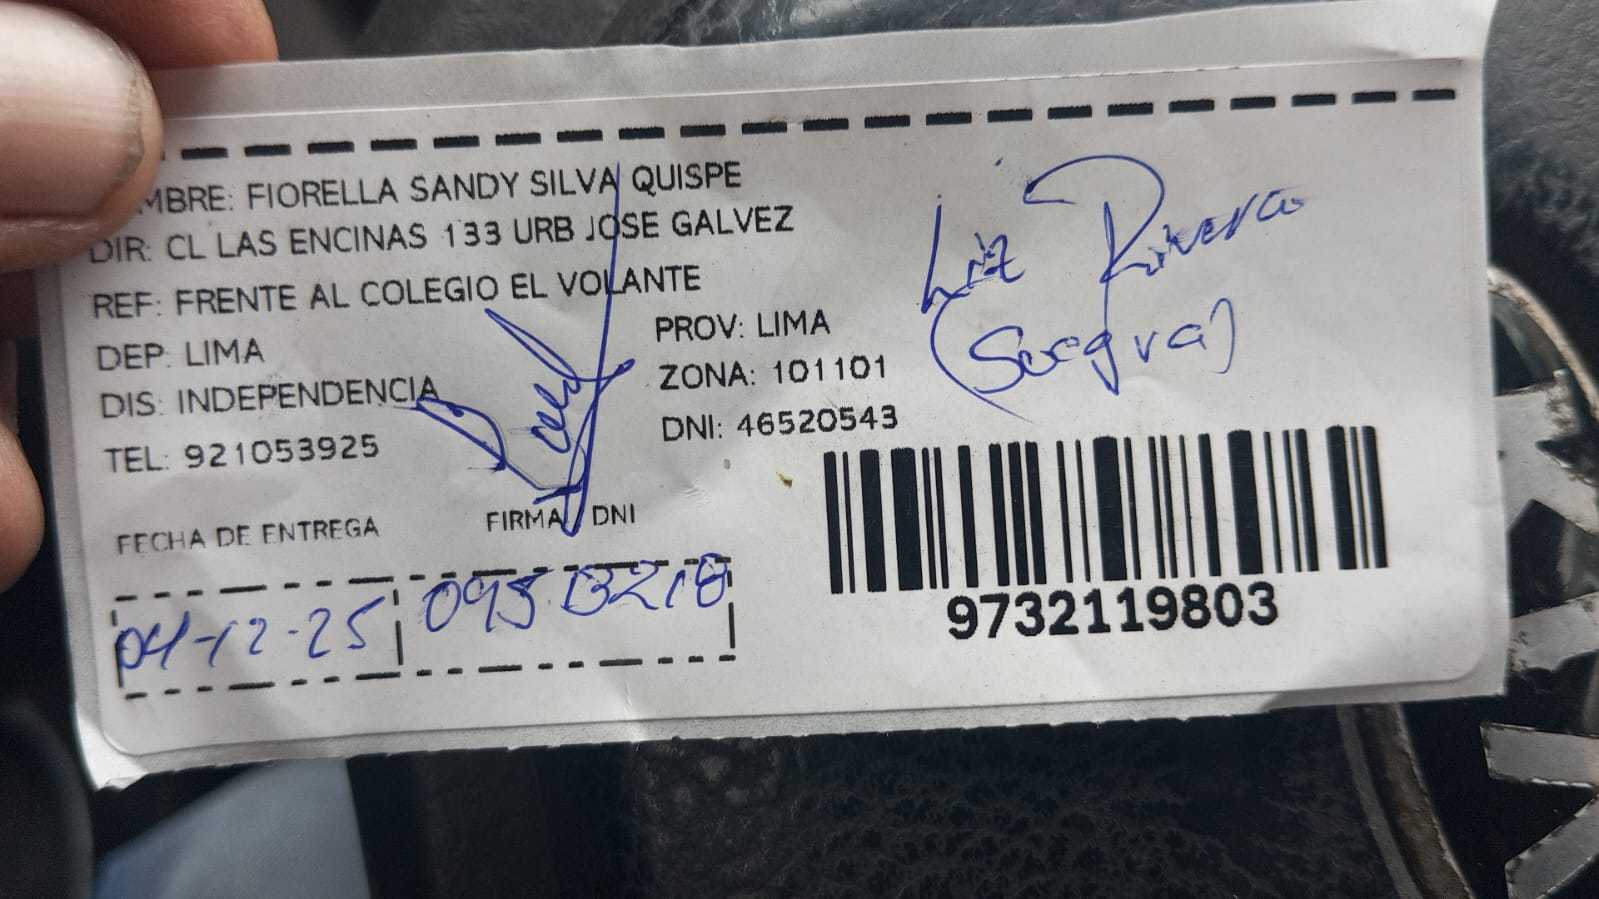 MBRE: FIORELLA SANDY SILVA QUISPE
DIR: CL LAS ENCINAS 133 URB JOSE GALVEZ
REF: FRENTE AL COLEGIO EL VOLANTE
DEP: LIMA
PROV: LIMA
DIS: INDEPENDENCIA
ZONA: 101101
TEL: 921053925
DNI: 46520543
FECHA DE ENTREGA
FIRMA / DNI
04-12-25
Liz Rivera
(Suegra)
9732119803